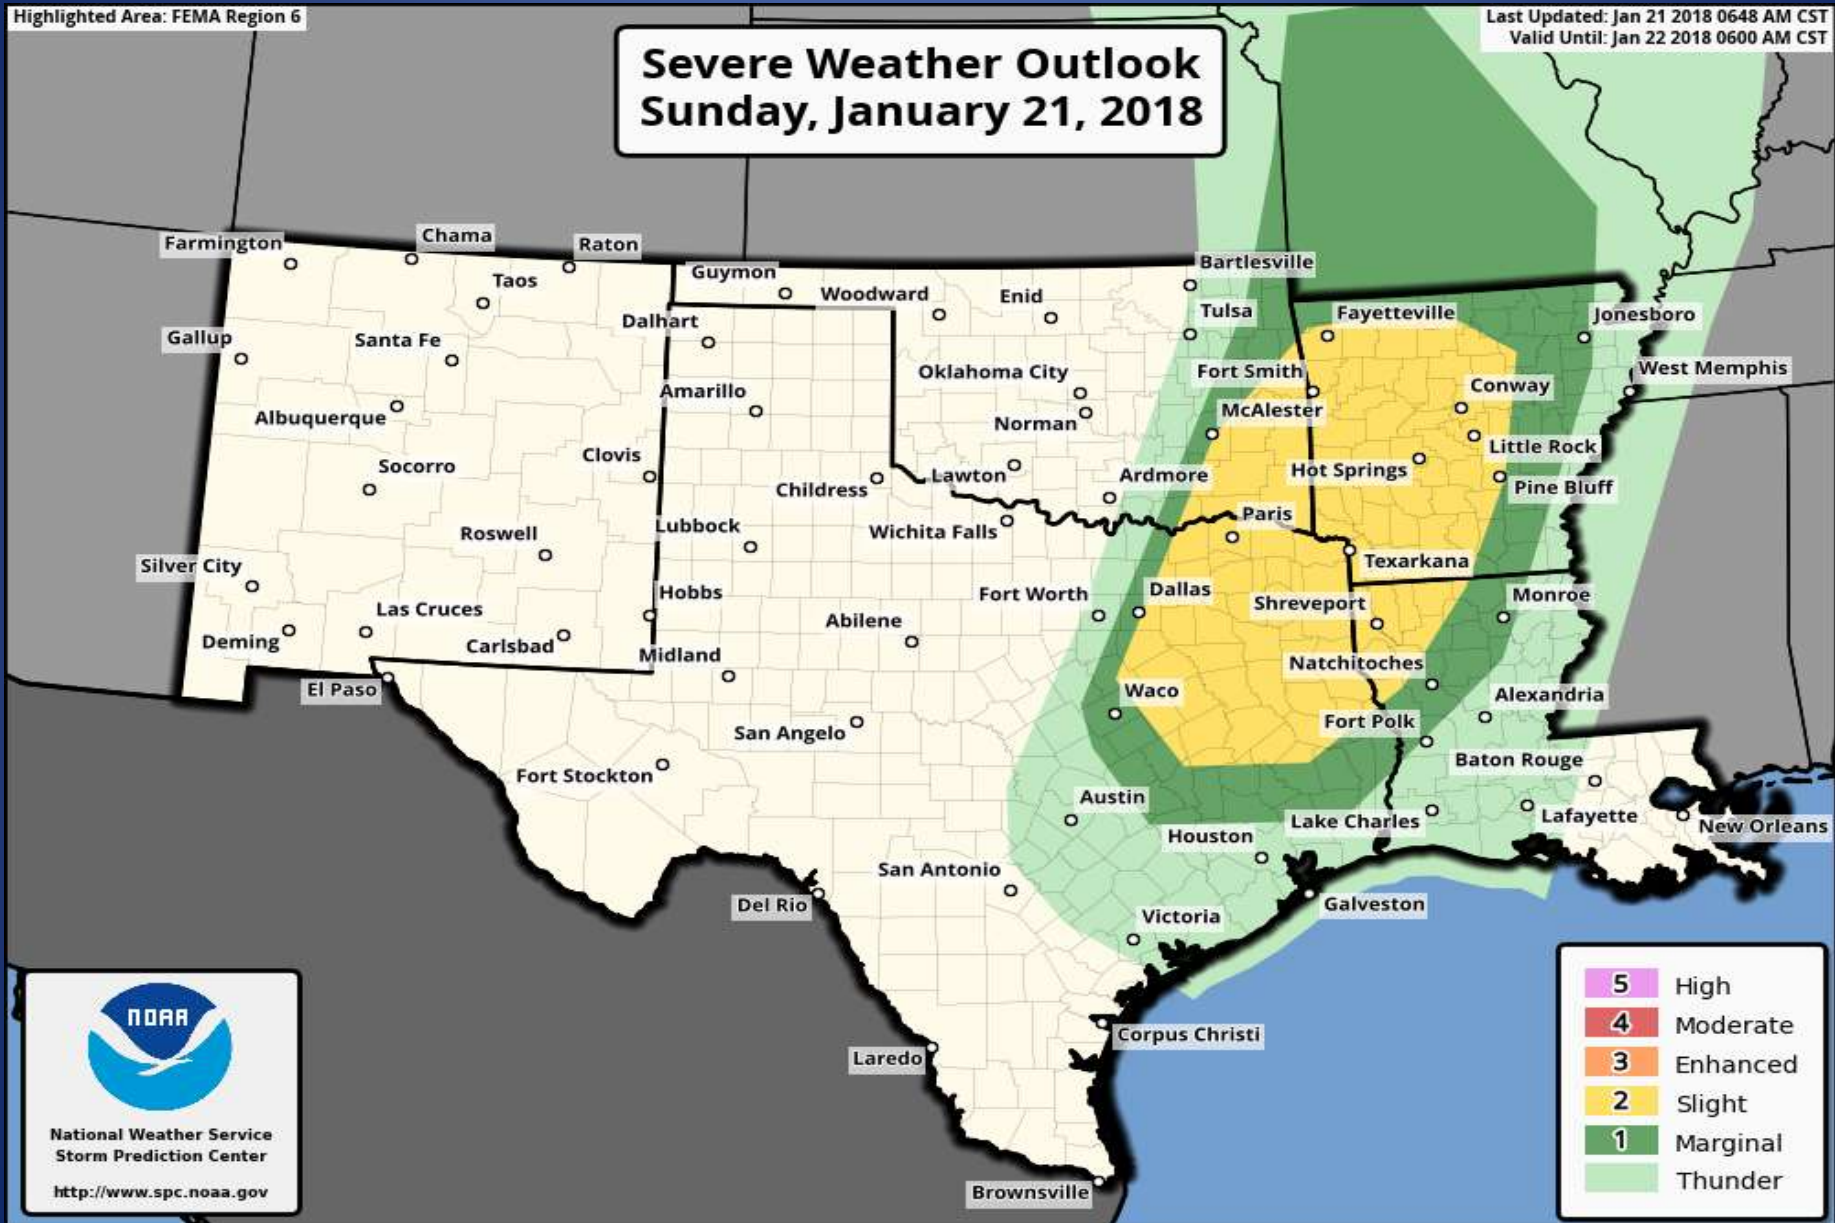 Highlighted Area: FEMA Region 6
Last Updated: Jan 21 2018 0648 AM CST
Valid Until: Jan 22 2018 0600 AM CST
Severe Weather Outlook
Sunday, January 21, 2018
Farmington
Chama
Raton
Taos
Guymon
Woodward
Enid
Bartlesville
Tulsa
Fayetteville
Jonesboro
Gallup
Santa Fe
Dalhart
Oklahoma City
Fort Smith
West Memphis
Albuquerque
Amarillo
Norman
McAlester
Conway
Socorro
Clovis
Childress
Lawton
Ardmore
Hot Springs
Little Rock
Pine Bluff
Roswell
Lubbock
Wichita Falls
Paris
Texarkana
Silver City
Las Cruces
Hobbs
Fort Worth
Dallas
Shreveport
Monroe
Deming
Carlsbad
Abilene
Midland
Natchitoches
El Paso
San Angelo
Waco
Fort Polk
Alexandria
Fort Stockton
Baton Rouge
Austin
Houston
Lake Charles
Lafayette
New Orleans
San Antonio
Del Rio
Galveston
Victoria
Corpus Christi
Laredo
Brownsville
NOAA
National Weather Service
Storm Prediction Center
http://www.spc.noaa.gov
5 High
4 Moderate
3 Enhanced
2 Slight
1 Marginal
Thunder